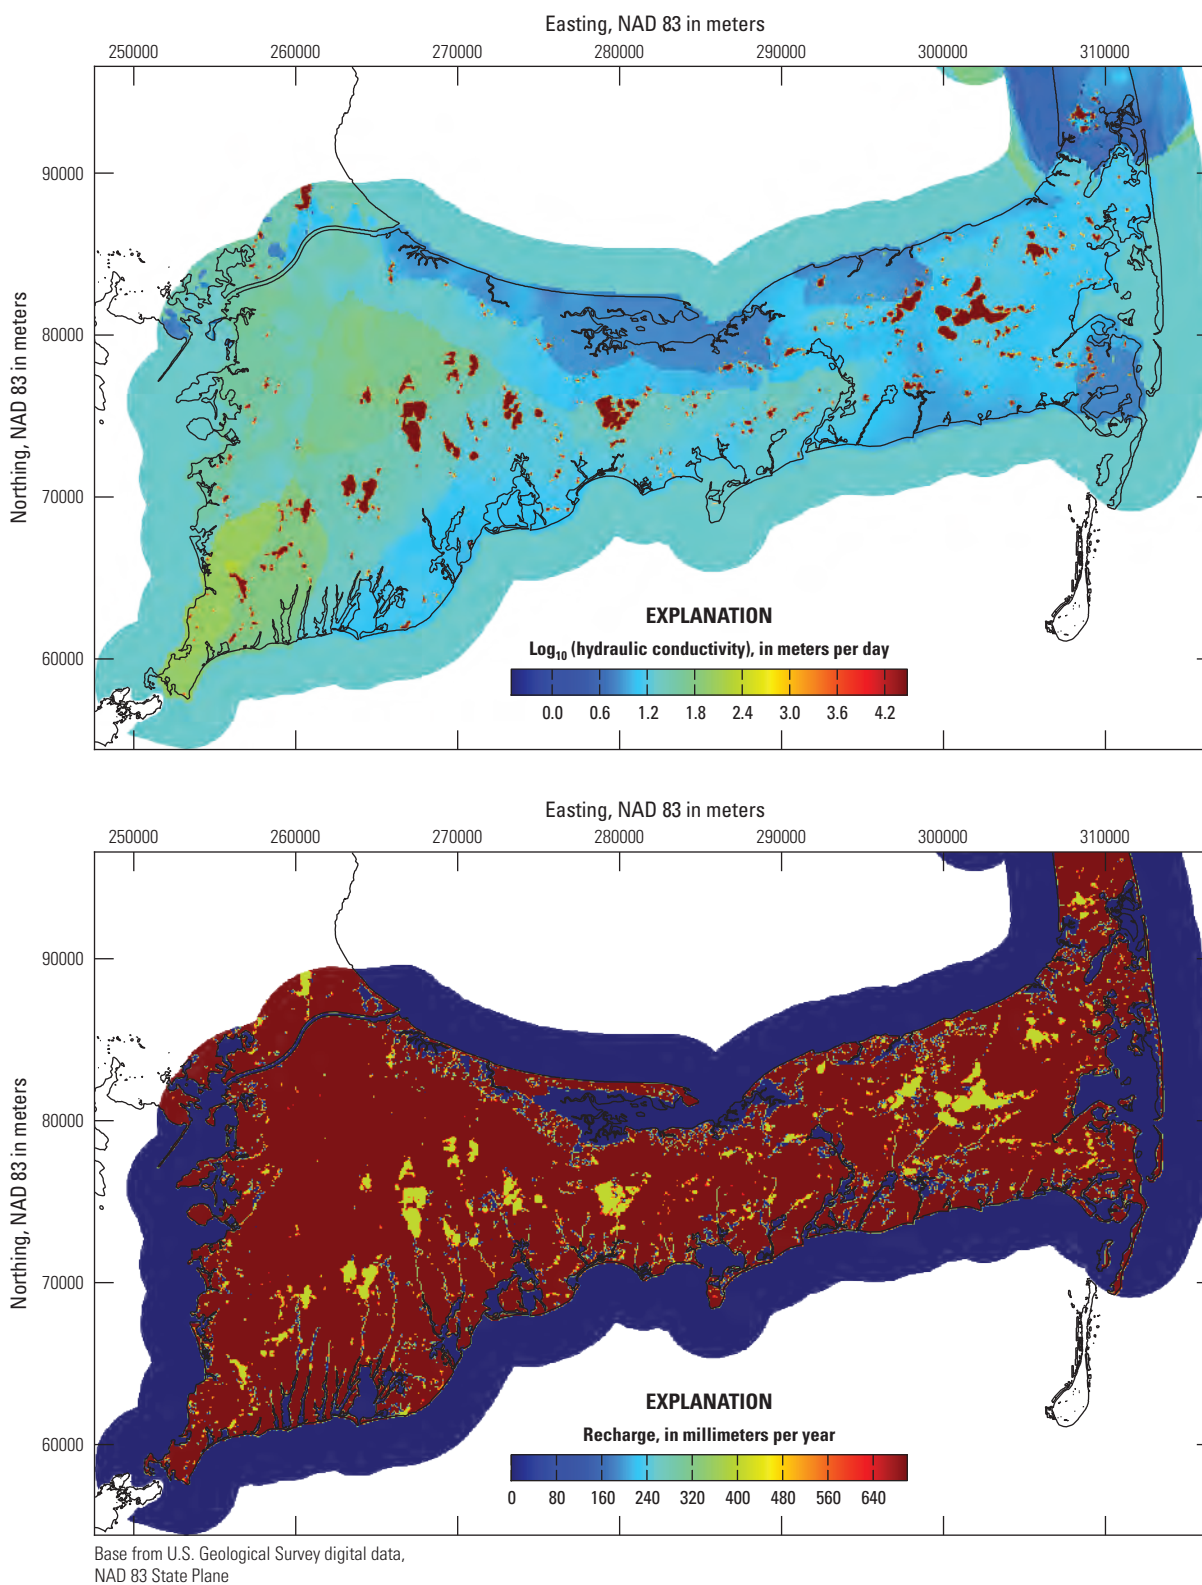 Easting, NAD 83 in meters
250000 260000 270000 280000 290000 300000 310000
90000
80000
70000
60000
Northing, NAD 83 in meters
EXPLANATION
Log10 (hydraulic conductivity), in meters per day
0.0 0.6 1.2 1.8 2.4 3.0 3.6 4.2
Easting, NAD 83 in meters
250000 260000 270000 280000 290000 300000 310000
90000
80000
70000
60000
Northing, NAD 83 in meters
EXPLANATION
Recharge, in millimeters per year
0 80 160 240 320 400 480 560 640
Base from U.S. Geological Survey digital data,
NAD 83 State Plane